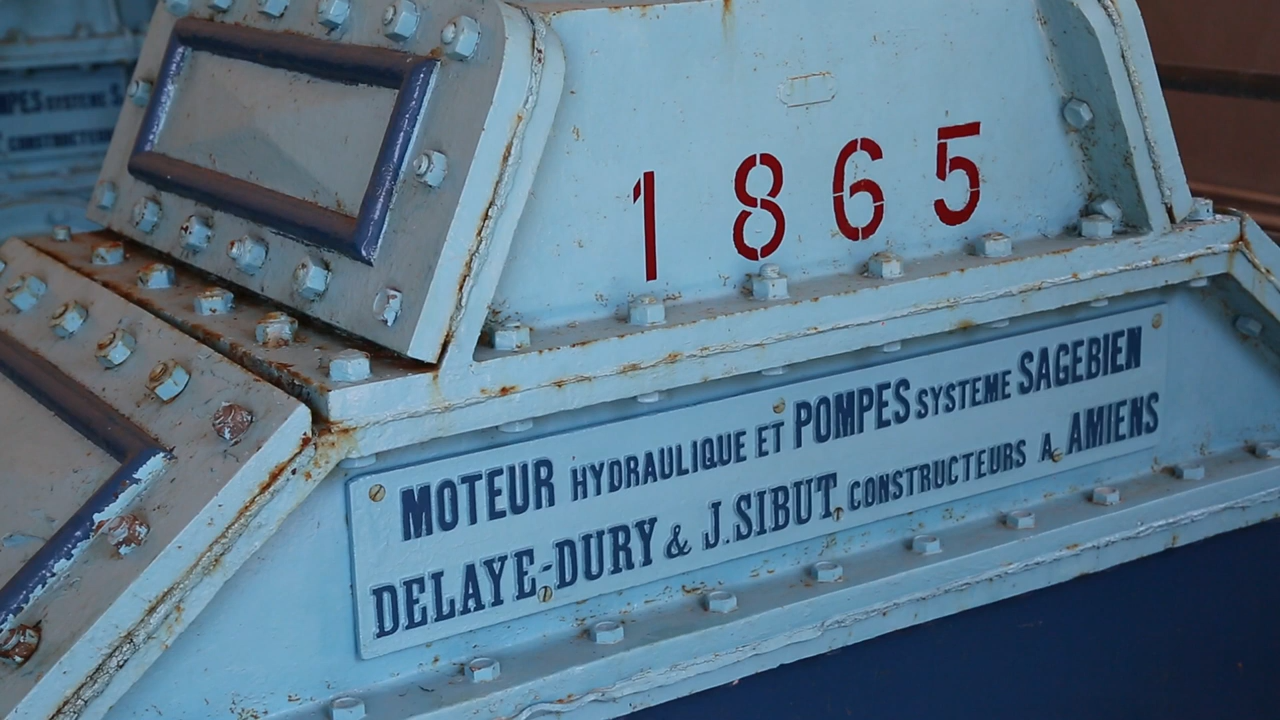 1865
MOTEUR HYDRAULIQUE ET POMPES SYSTEME SAGEBIEN
DELAYE-DURY & J. SIBUT, CONSTRUCTEURS A AMIENS